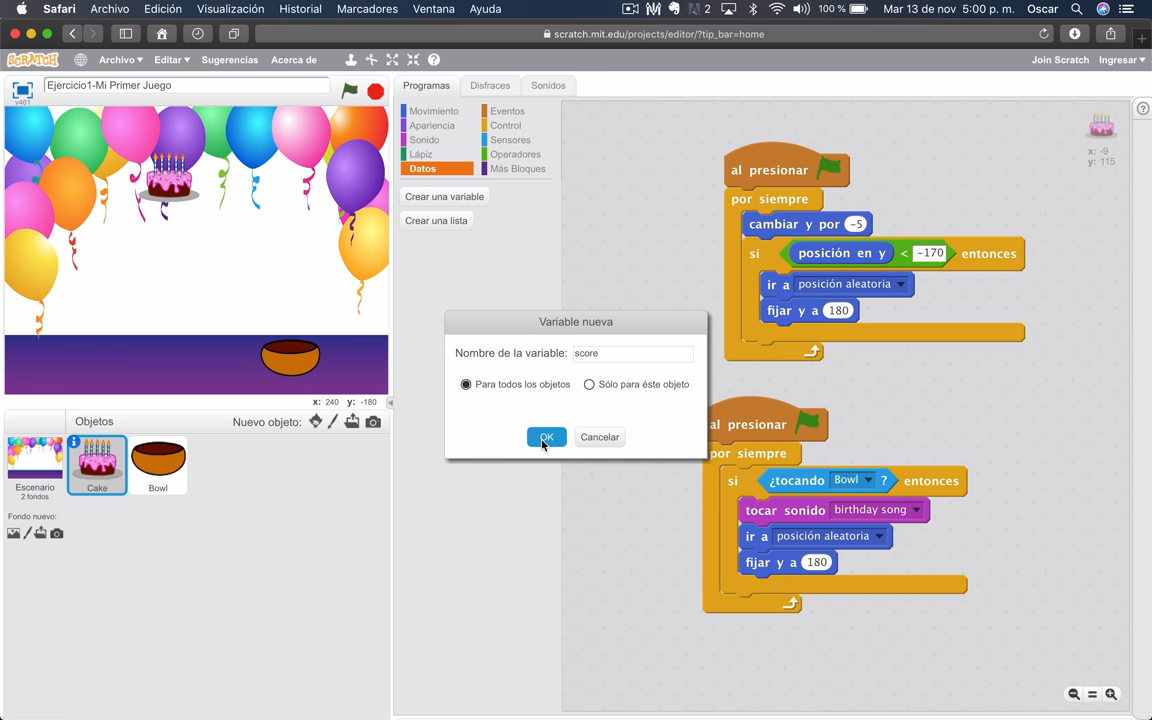 Safari Archivo Edición Visualización Historial Marcadores Ventana Ayuda 2 100 % Mar 13 de nov 5:00 p. m. Oscar
scratch.mit.edu/projects/editor/?tip_bar=home
SCRATCH Archivo Editar Sugerencias Acerca de Join Scratch Ingresar
Ejercicio1-Mi Primer Juego
v461
Programas Disfraces Sonidos
Movimiento Eventos
Apariencia Control
Sonido Sensores
Lápiz Operadores
Datos Más Bloques
Crear una variable
Crear una lista
x: -9
y: 115
al presionar
por siempre
cambiar y por -5
si posición en y < -170 entonces
ir a posición aleatoria
fijar y a 180
Variable nueva
Nombre de la variable: score
Para todos los objetos Sólo para éste objeto
OK Cancelar
al presionar
por siempre
si ¿tocando Bowl ? entonces
tocar sonido birthday song
ir a posición aleatoria
fijar y a 180
x: 240 y: -180
Objetos Nuevo objeto:
Escenario
2 fondos
Cake
Bowl
Fondo nuevo: